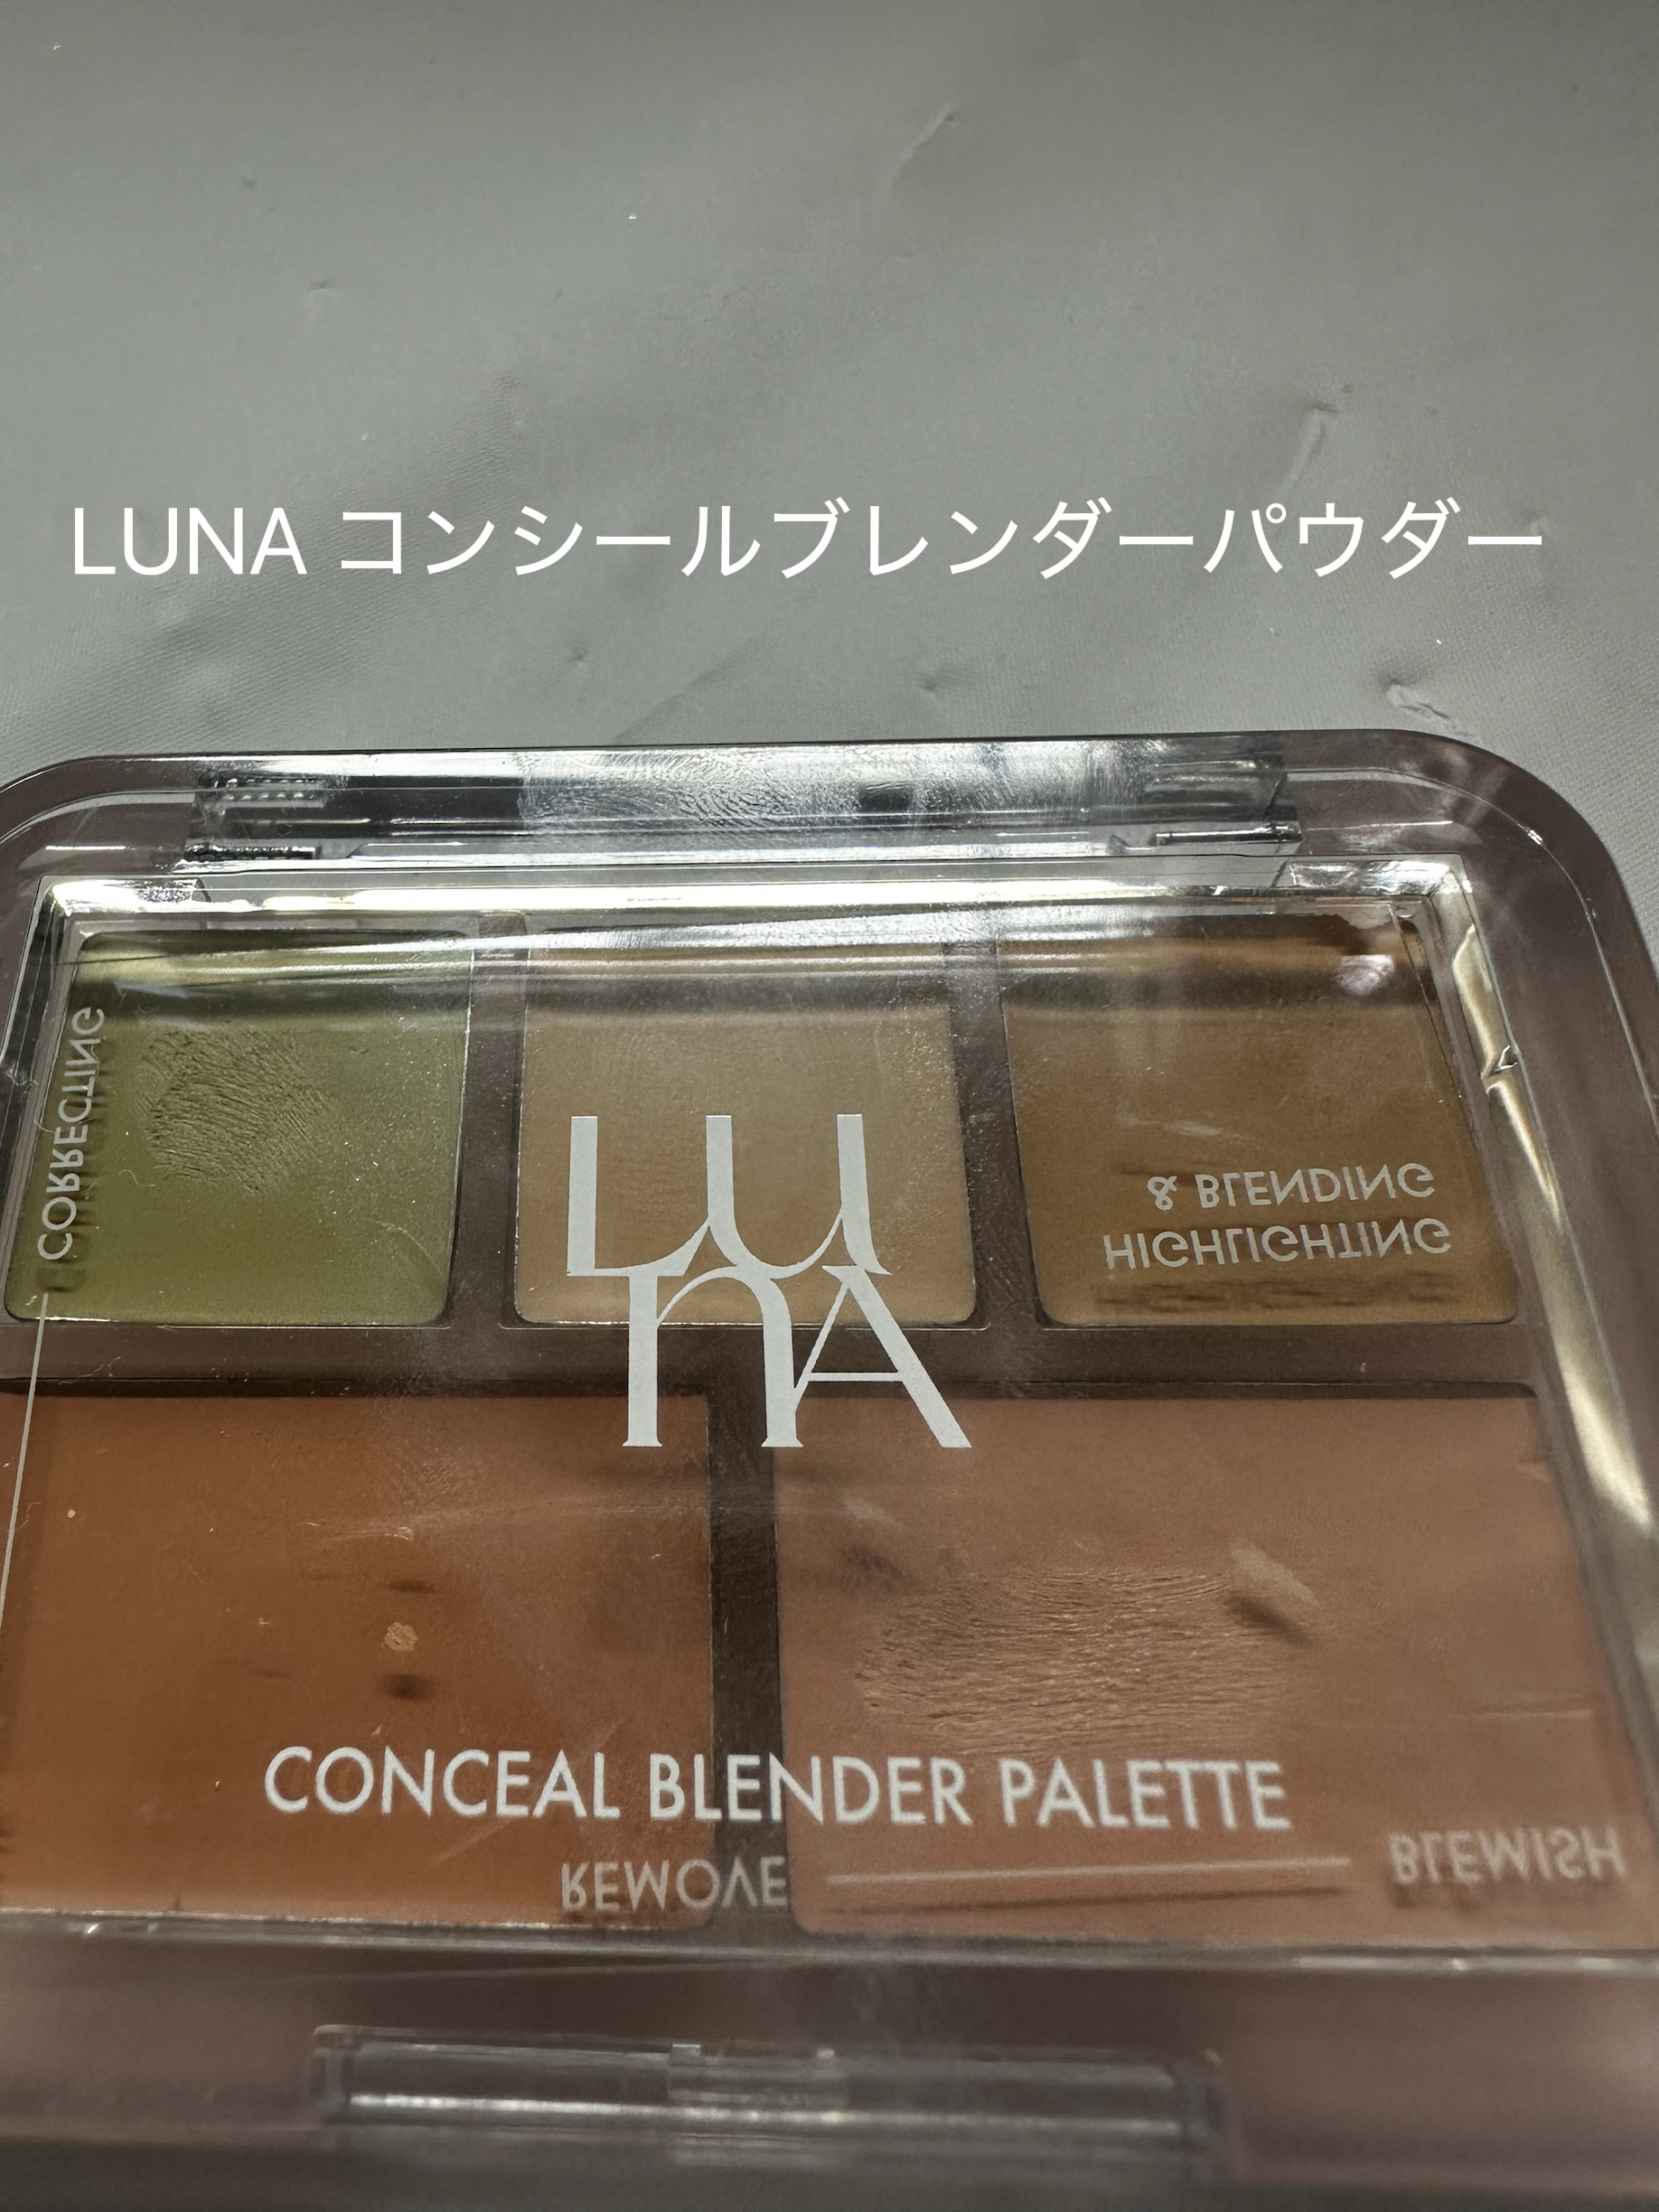 LUNA コンシールブレンダーパウダー
CORRECTING
LUNA
& BLENDING
HIGHLIGHTING
CONCEAL BLENDER PALETTE
REMOVE
BLEMISH